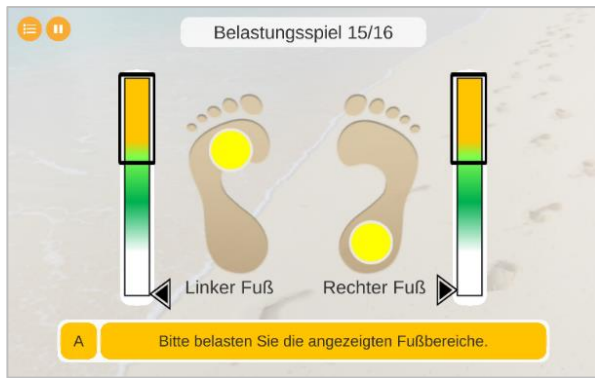 Belastungsspiel 15/16
Linker Fuß
Rechter Fuß
A
Bitte belasten Sie die angezeigten Fußbereiche.